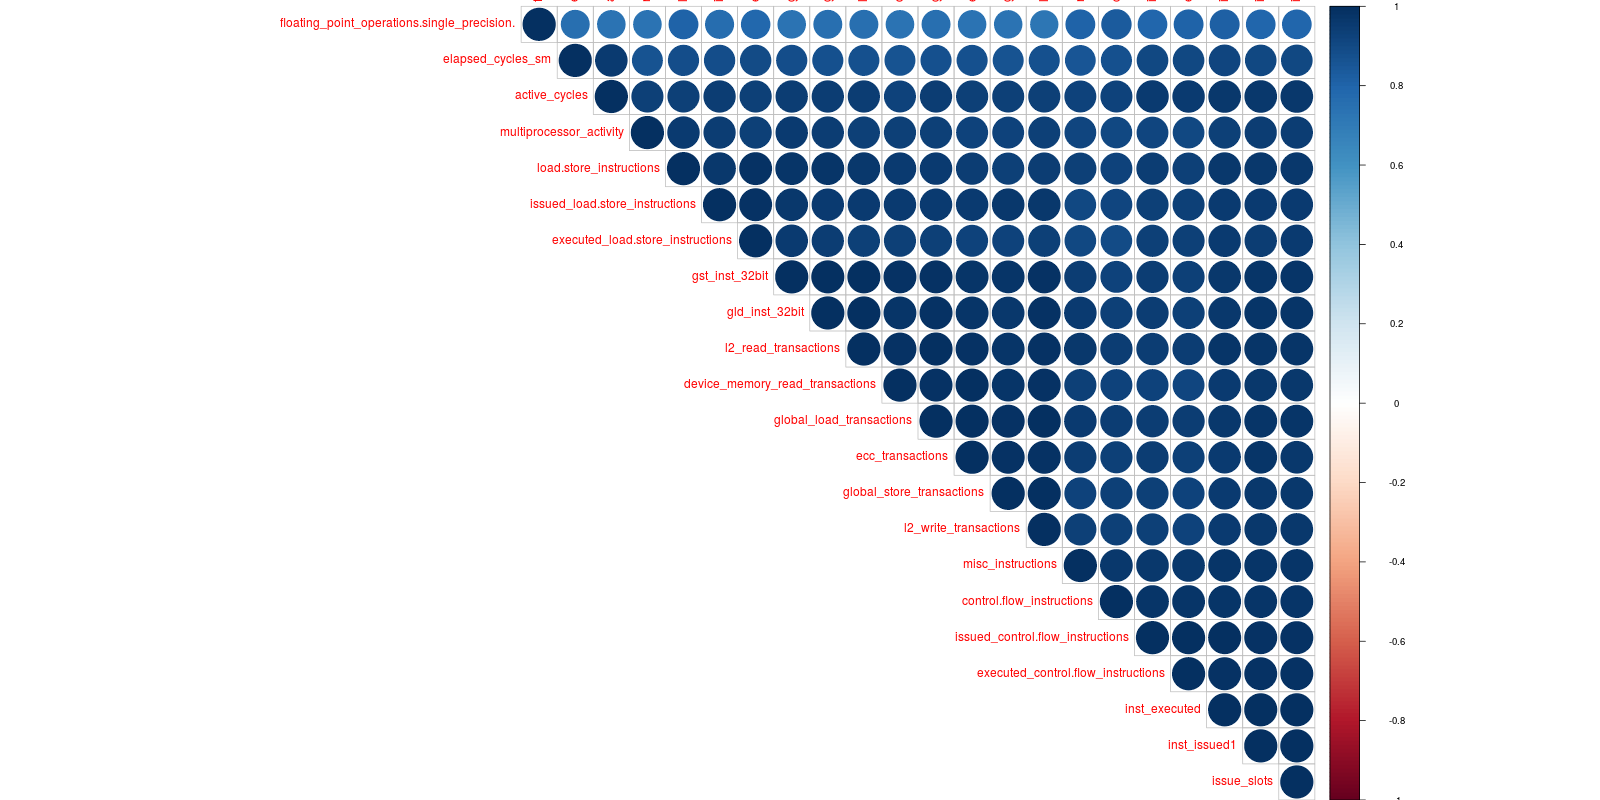 floating_point_operations.single_precision.
elapsed_cycles_sm
active_cycles
multiprocessor_activity
load.store_instructions
issued_load.store_instructions
executed_load.store_instructions
gst_inst_32bit
gld_inst_32bit
l2_read_transactions
device_memory_read_transactions
global_load_transactions
ecc_transactions
global_store_transactions
l2_write_transactions
misc_instructions
control.flow_instructions
issued_control.flow_instructions
executed_control.flow_instructions
inst_executed
inst_issued1
issue_slots
1
0.8
0.6
0.4
0.2
0
-0.2
-0.4
-0.6
-0.8